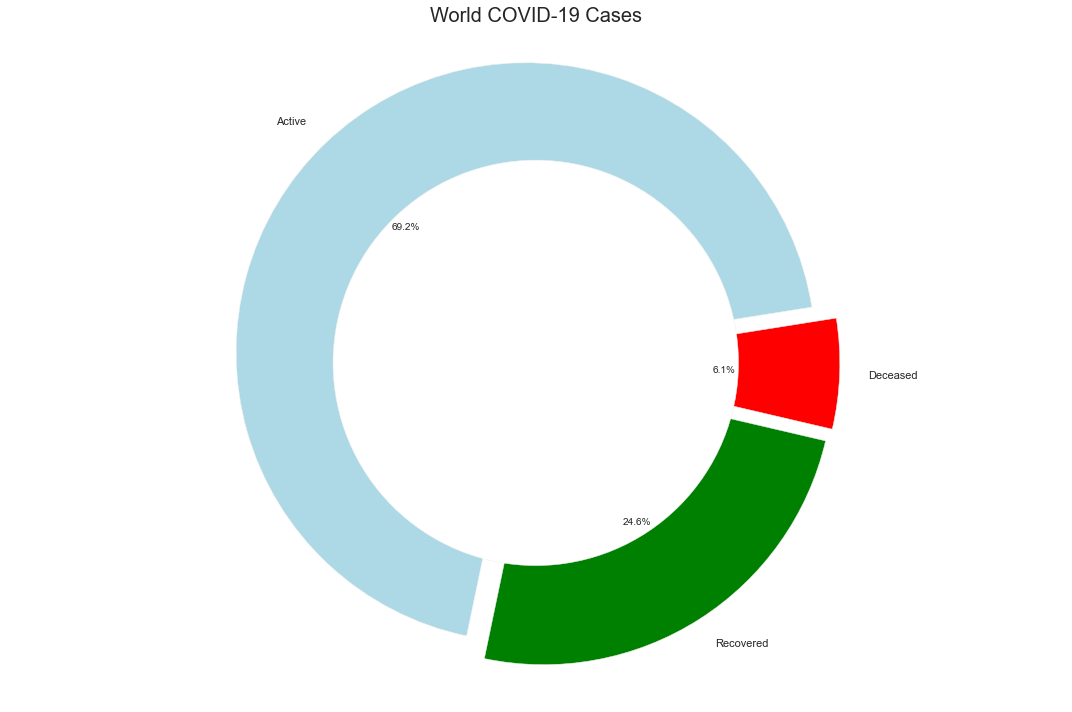 World COVID-19 Cases
Active
69.2%
6.1%
Deceased
24.6%
Recovered